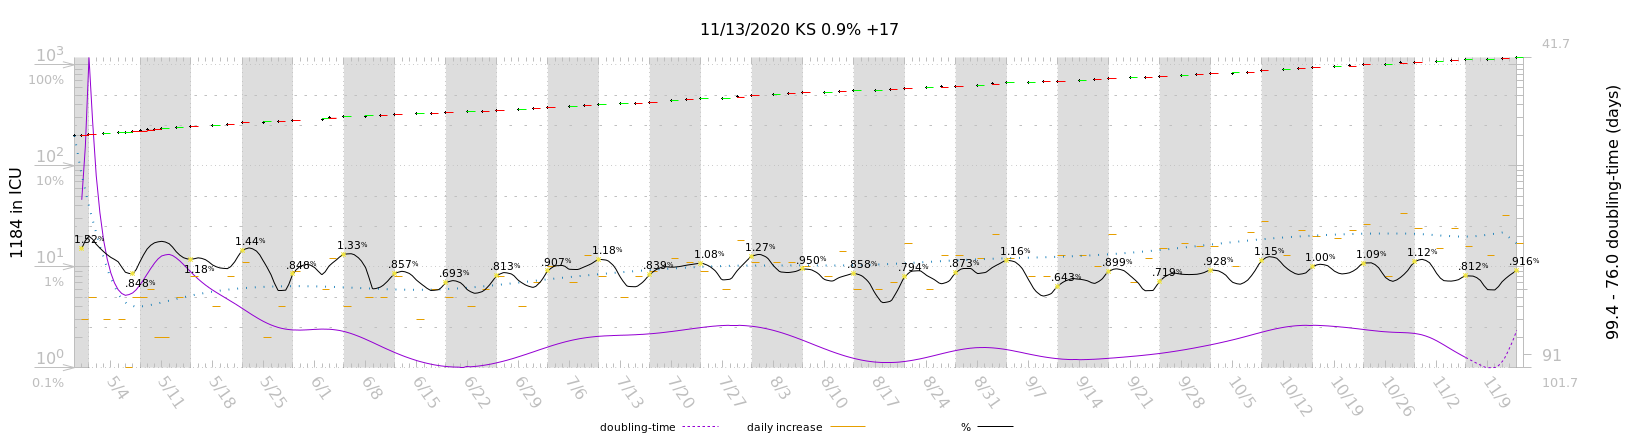 11/13/2020 KS 0.9% +17
10³ 41.7
100%
10²
10%
10¹
1%
10⁰ 91
0.1% 101.7
1184 in ICU
99.4 - 76.0 doubling-time (days)
1.52% .848% 1.18% 1.44% .848% 1.33% .857% .693% .813% .907% 1.18% .839% 1.08% 1.27% .950% .858% .794% .873% 1.16% .643% .899% .719% .928% 1.15% 1.00% 1.09% 1.12% .812% .916%
5/4 5/11 5/18 5/25 6/1 6/8 6/15 6/22 6/29 7/6 7/13 7/20 7/27 8/3 8/10 8/17 8/24 8/31 9/7 9/14 9/21 9/28 10/5 10/12 10/19 10/26 11/2 11/9
doubling-time daily increase %